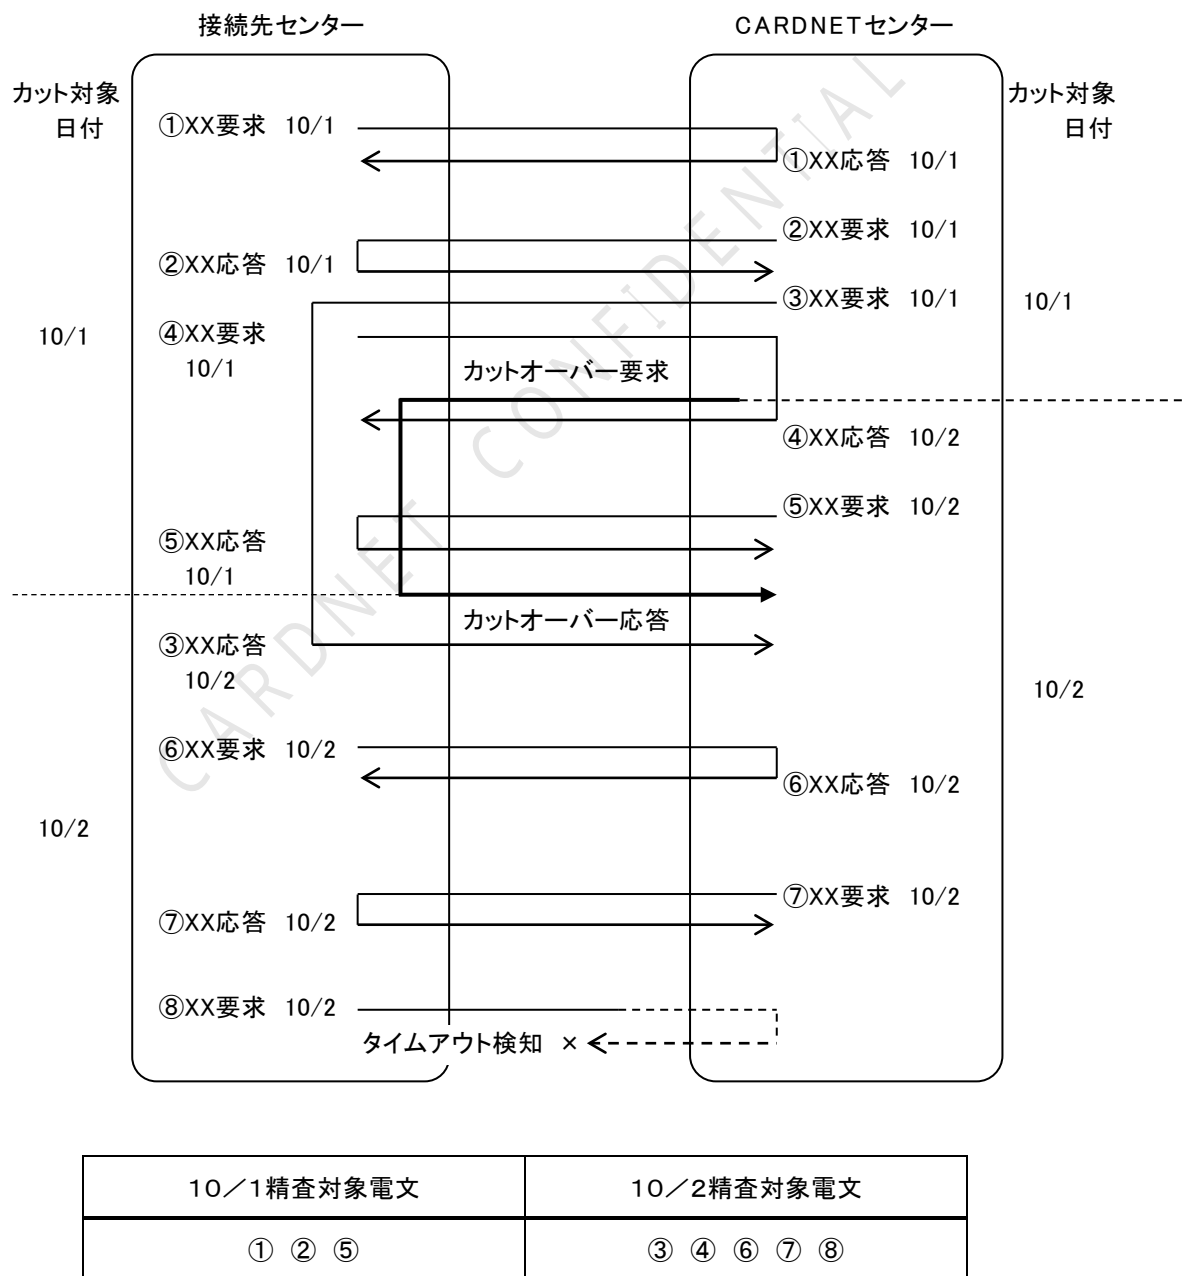 接続先センター
CARDNETセンター
カット対象
日付
カット対象
日付
①XX要求 10/1
①XX応答 10/1
②XX要求 10/1
②XX応答 10/1
③XX要求 10/1
10/1
10/1
④XX要求
10/1
カットオーバー要求
④XX応答 10/2
⑤XX要求 10/2
⑤XX応答
10/1
カットオーバー応答
③XX応答
10/2
10/2
⑥XX要求 10/2
⑥XX応答 10/2
10/2
⑦XX要求 10/2
⑦XX応答 10/2
⑧XX要求 10/2
タイムアウト検知 ×
CARDNET CONFIDENTIAL
10/1精査対象電文
10/2精査対象電文
① ② ⑤
③ ④ ⑥ ⑦ ⑧